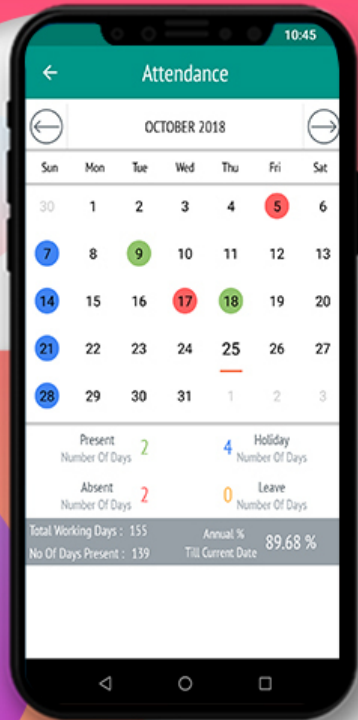 10:45
Attendance
OCTOBER 2018
Sun Mon Tue Wed Thu Fri Sat
30 1 2 3 4 5 6
7 8 9 10 11 12 13
14 15 16 17 18 19 20
21 22 23 24 25 26 27
28 29 30 31 1 2 3
Present
Number Of Days 2
4 Holiday
Number Of Days
Absent
Number Of Days 2
0 Leave
Number Of Days
Total Working Days : 155
No Of Days Present : 139
Annual %
Till Current Date
89.68 %